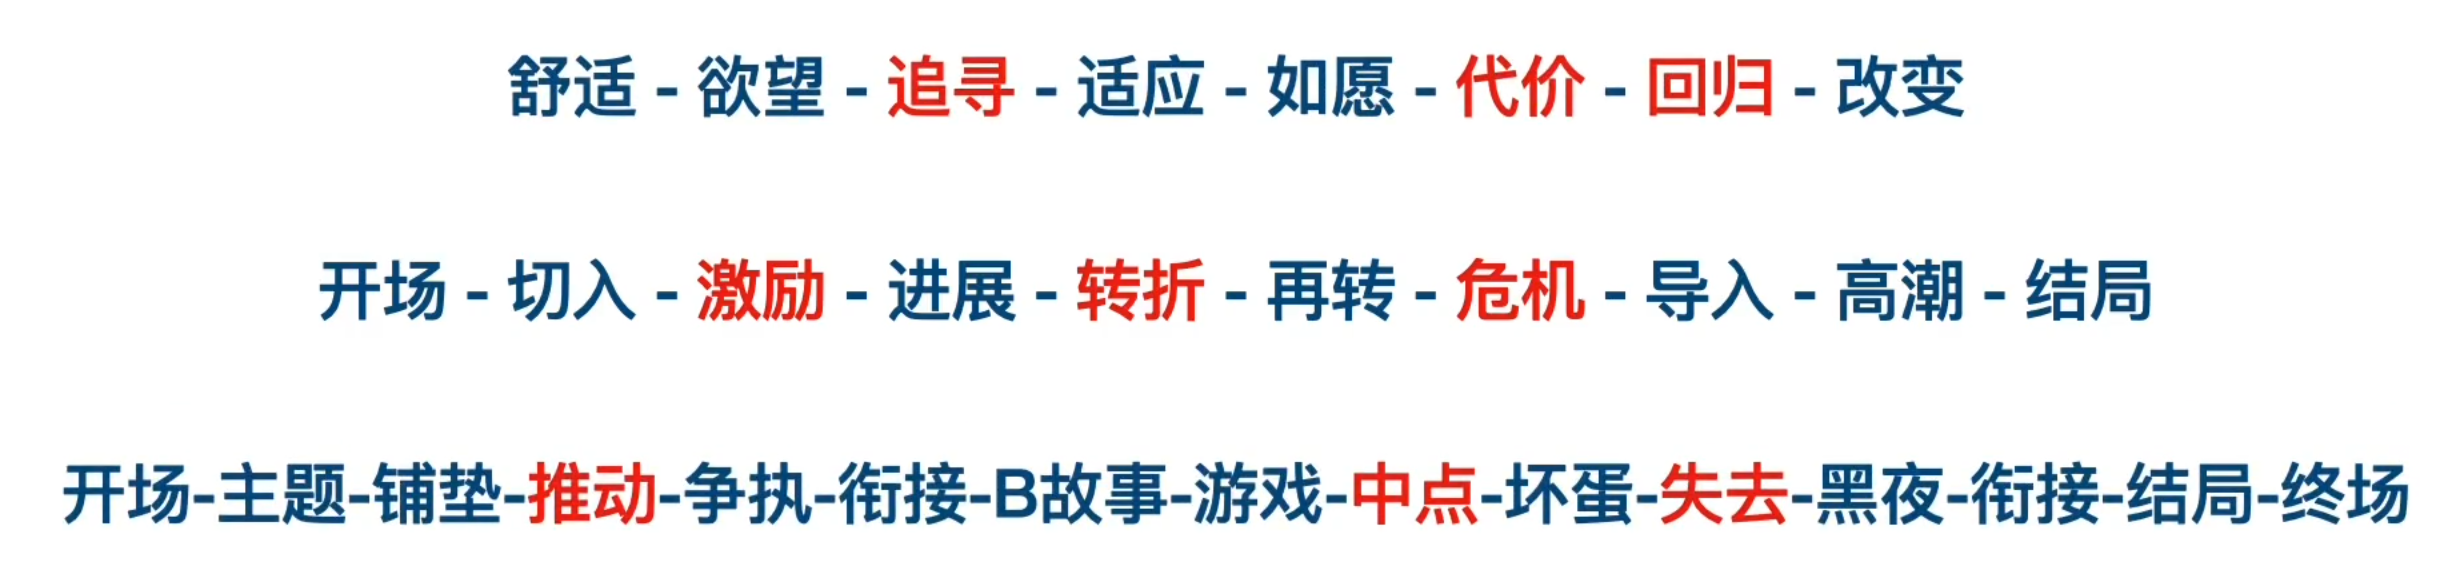 舒适 - 欲望 - 追寻 - 适应 - 如愿 - 代价 - 回归 - 改变
开场 - 切入 - 激励 - 进展 - 转折 - 再转 - 危机 - 导入 - 高潮 - 结局
开场-主题-铺垫-推动-争执-衔接-B故事-游戏-中点-坏蛋-失去-黑夜-衔接-结局-终场